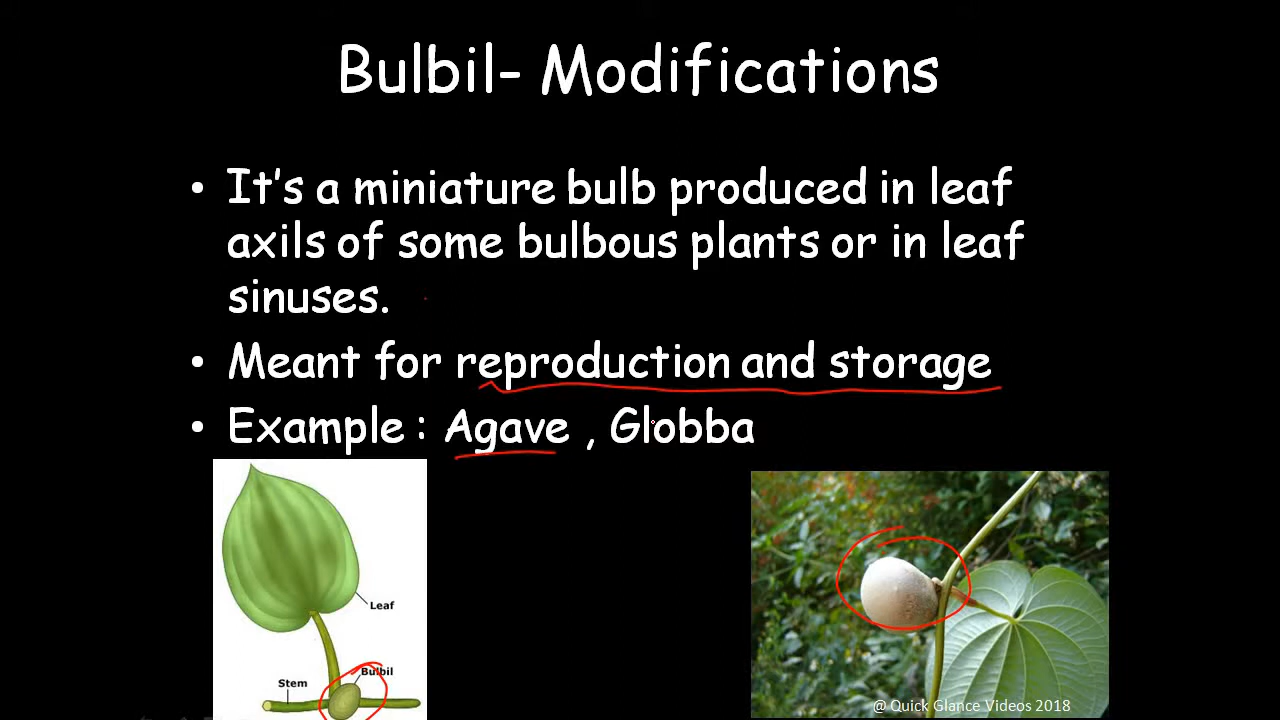 Bulbil- Modifications
• It's a miniature bulb produced in leaf
axils of some bulbous plants or in leaf
sinuses.
• Meant for reproduction and storage
• Example : Agave , Globba
Leaf
Bulbil
Stem
@ Quick Glance Videos 2018